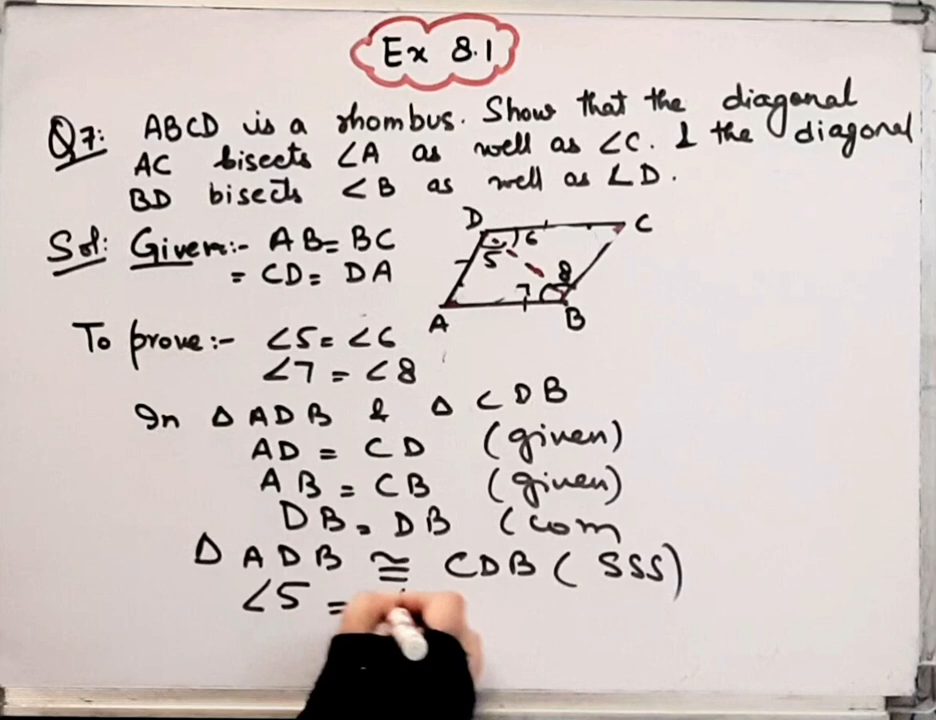 Ex 8.1
Q7: ABCD is a rhombus. Show that the diagonal
AC bisects ∠A as well as ∠C. & the diagonal
BD bisects ∠B as well as ∠D.
Sol: Given:- AB = BC
= CD = DA
D C
6
5
8
7
A B
To prove:- ∠5 = ∠6
∠7 = ∠8
In △ ADB & △ CDB
AD = CD (given)
AB = CB (given)
DB = DB (com
△ ADB ≅ CDB (SSS)
∠5 =